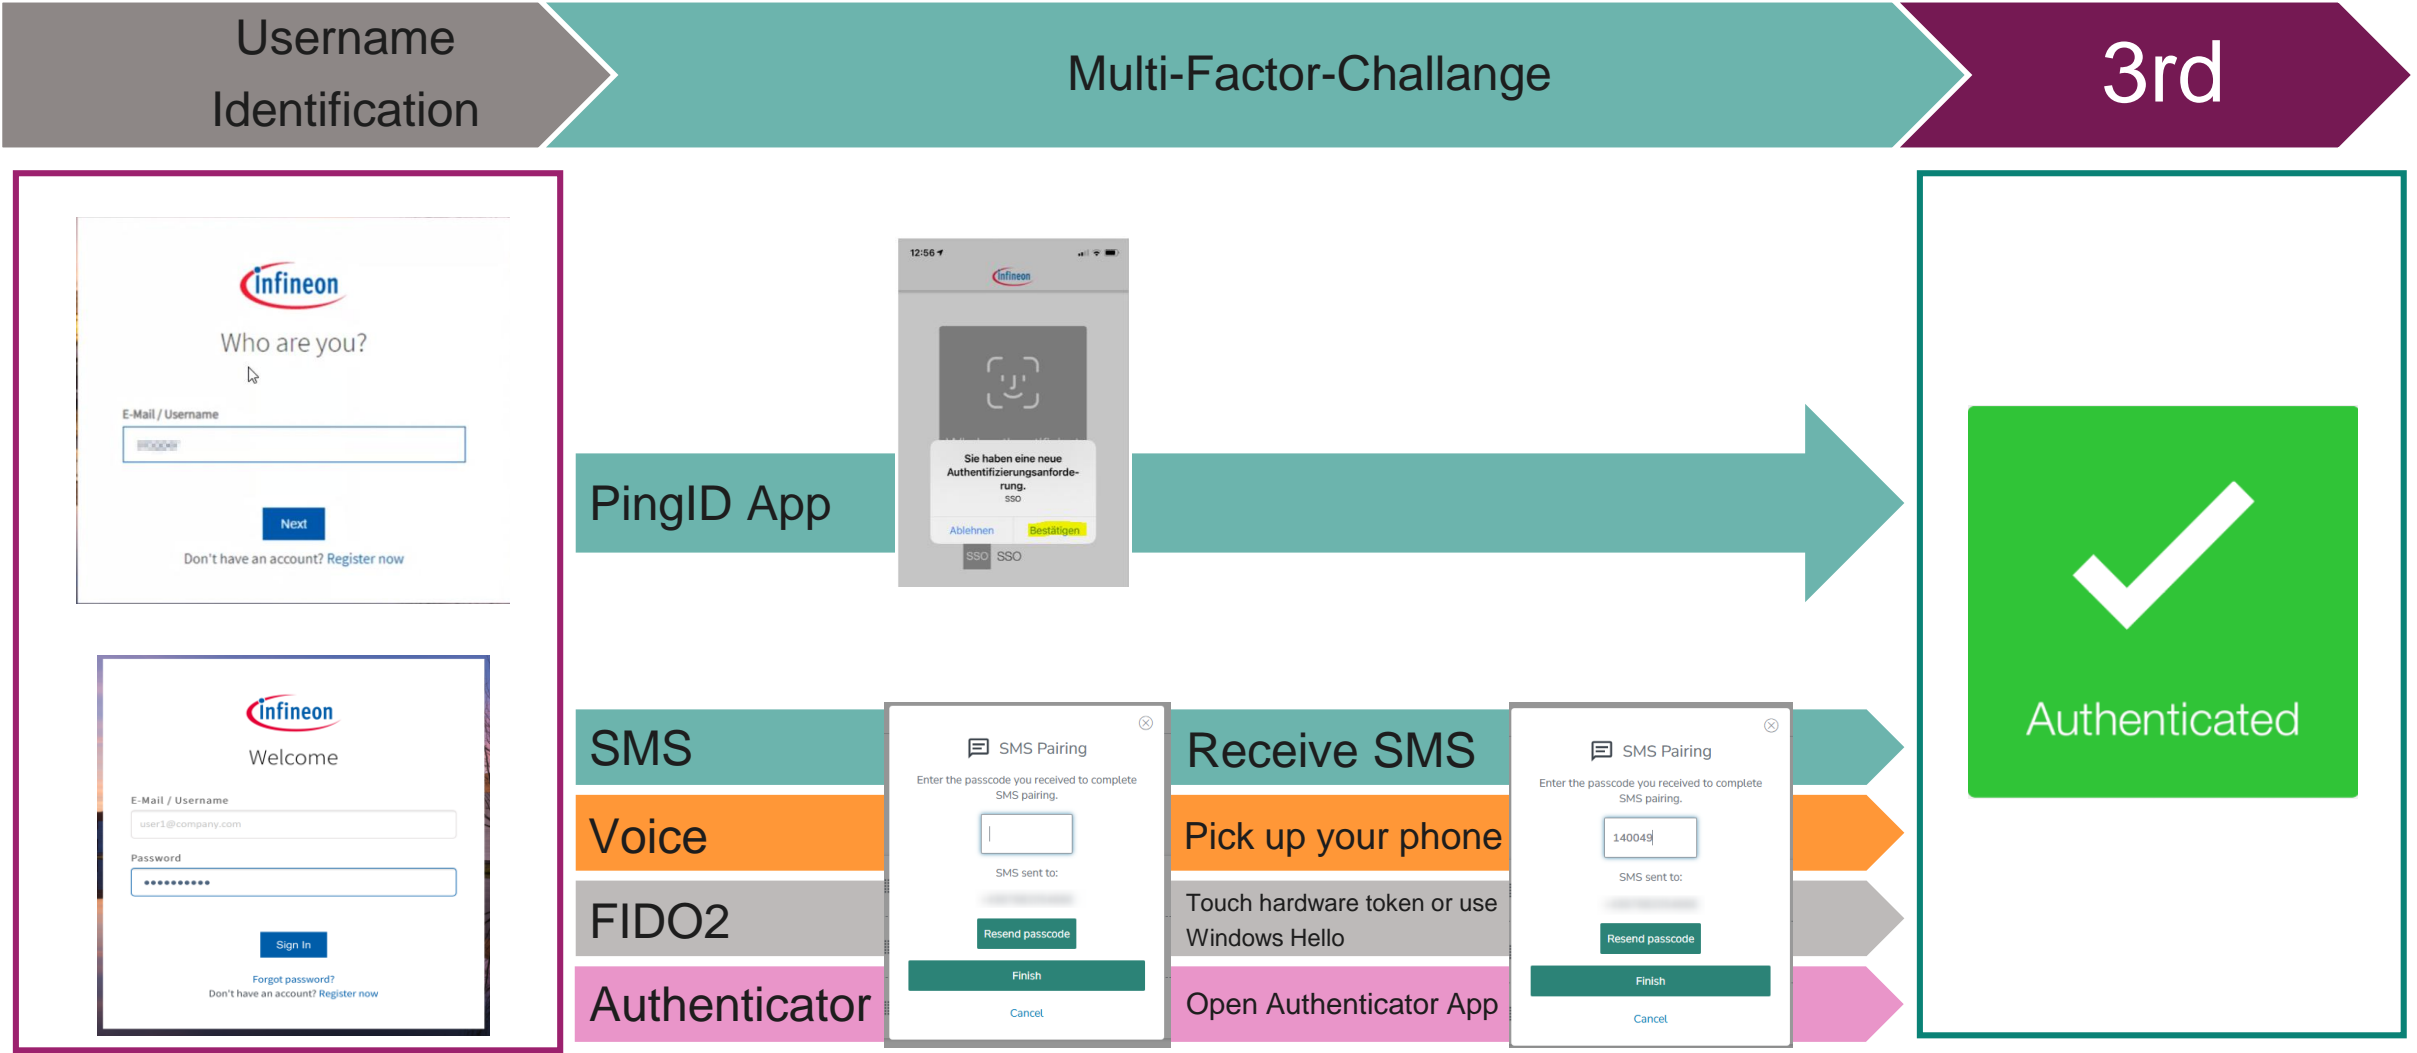 Username
Identification
Multi-Factor-Challange
3rd
infineon
Who are you?
E-Mail / Username
Next
Don't have an account? Register now
infineon
Welcome
E-Mail / Username
user1@company.com
Password
••••••••••
Sign In
Forgot password?
Don't have an account? Register now
PingID App
12:56
infineon
Sie haben eine neue
Authentifizierungsanforde-
rung.
SSO
Ablehnen
Bestätigen
SSO
SSO
SMS
Voice
FIDO2
Authenticator
SMS Pairing
Enter the passcode you received to complete
SMS pairing.
SMS sent to:
Resend passcode
Finish
Cancel
Receive SMS
Pick up your phone
Touch hardware token or use
Windows Hello
Open Authenticator App
SMS Pairing
Enter the passcode you received to complete
SMS pairing.
140049
SMS sent to:
Resend passcode
Finish
Cancel
Authenticated